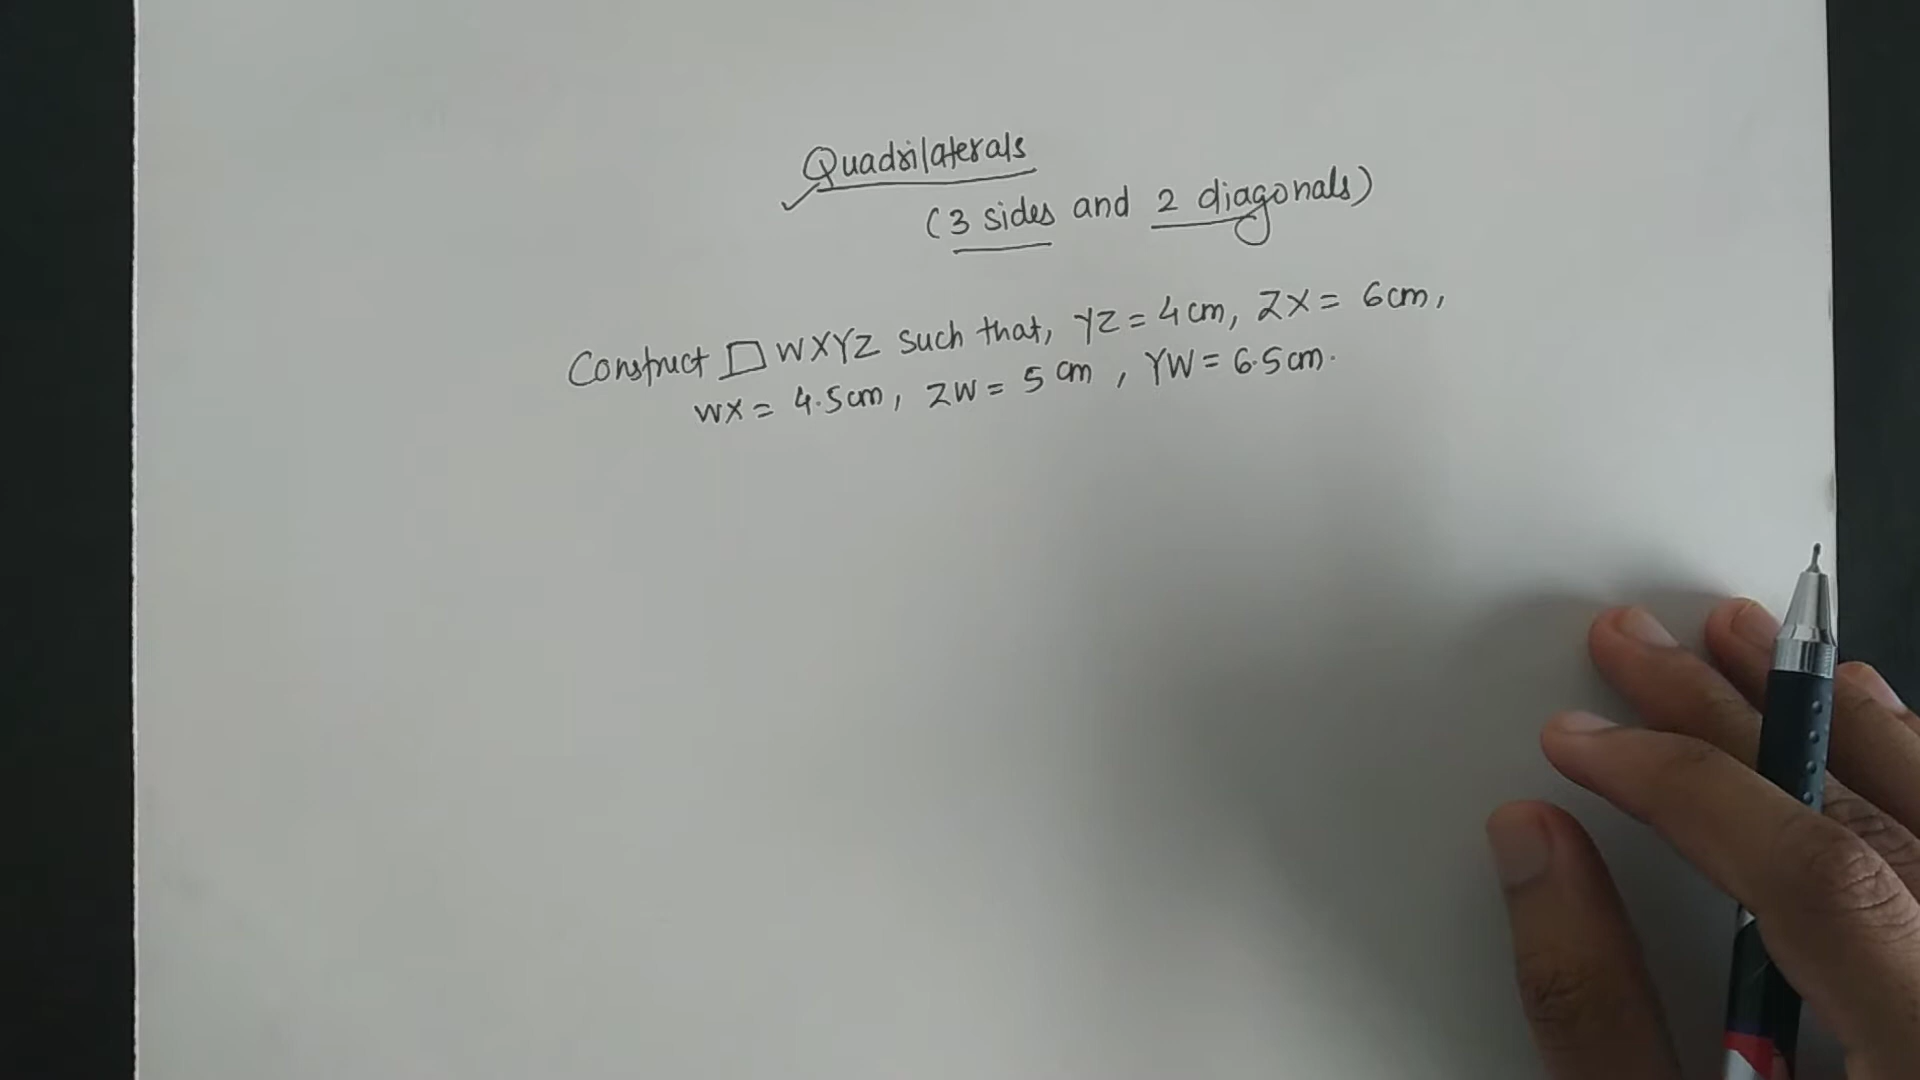 Quadrilaterals
(3 sides and 2 diagonals)
Construct □ WXYZ such that, YZ = 4 cm, ZX = 6 cm,
WX = 4.5 cm, ZW = 5 cm, YW = 6.5 cm.